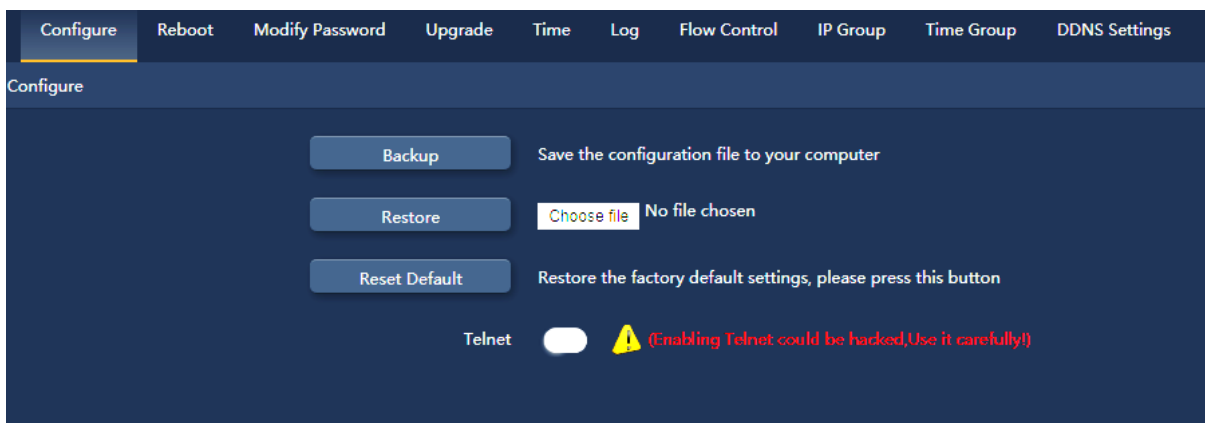 Configure Reboot Modify Password Upgrade Time Log Flow Control IP Group Time Group DDNS Settings
Configure
Backup Save the configuration file to your computer
Restore Choose file No file chosen
Reset Default Restore the factory default settings, please press this button
Telnet (Enabling Telnet could be hacked,Use it carefully!)